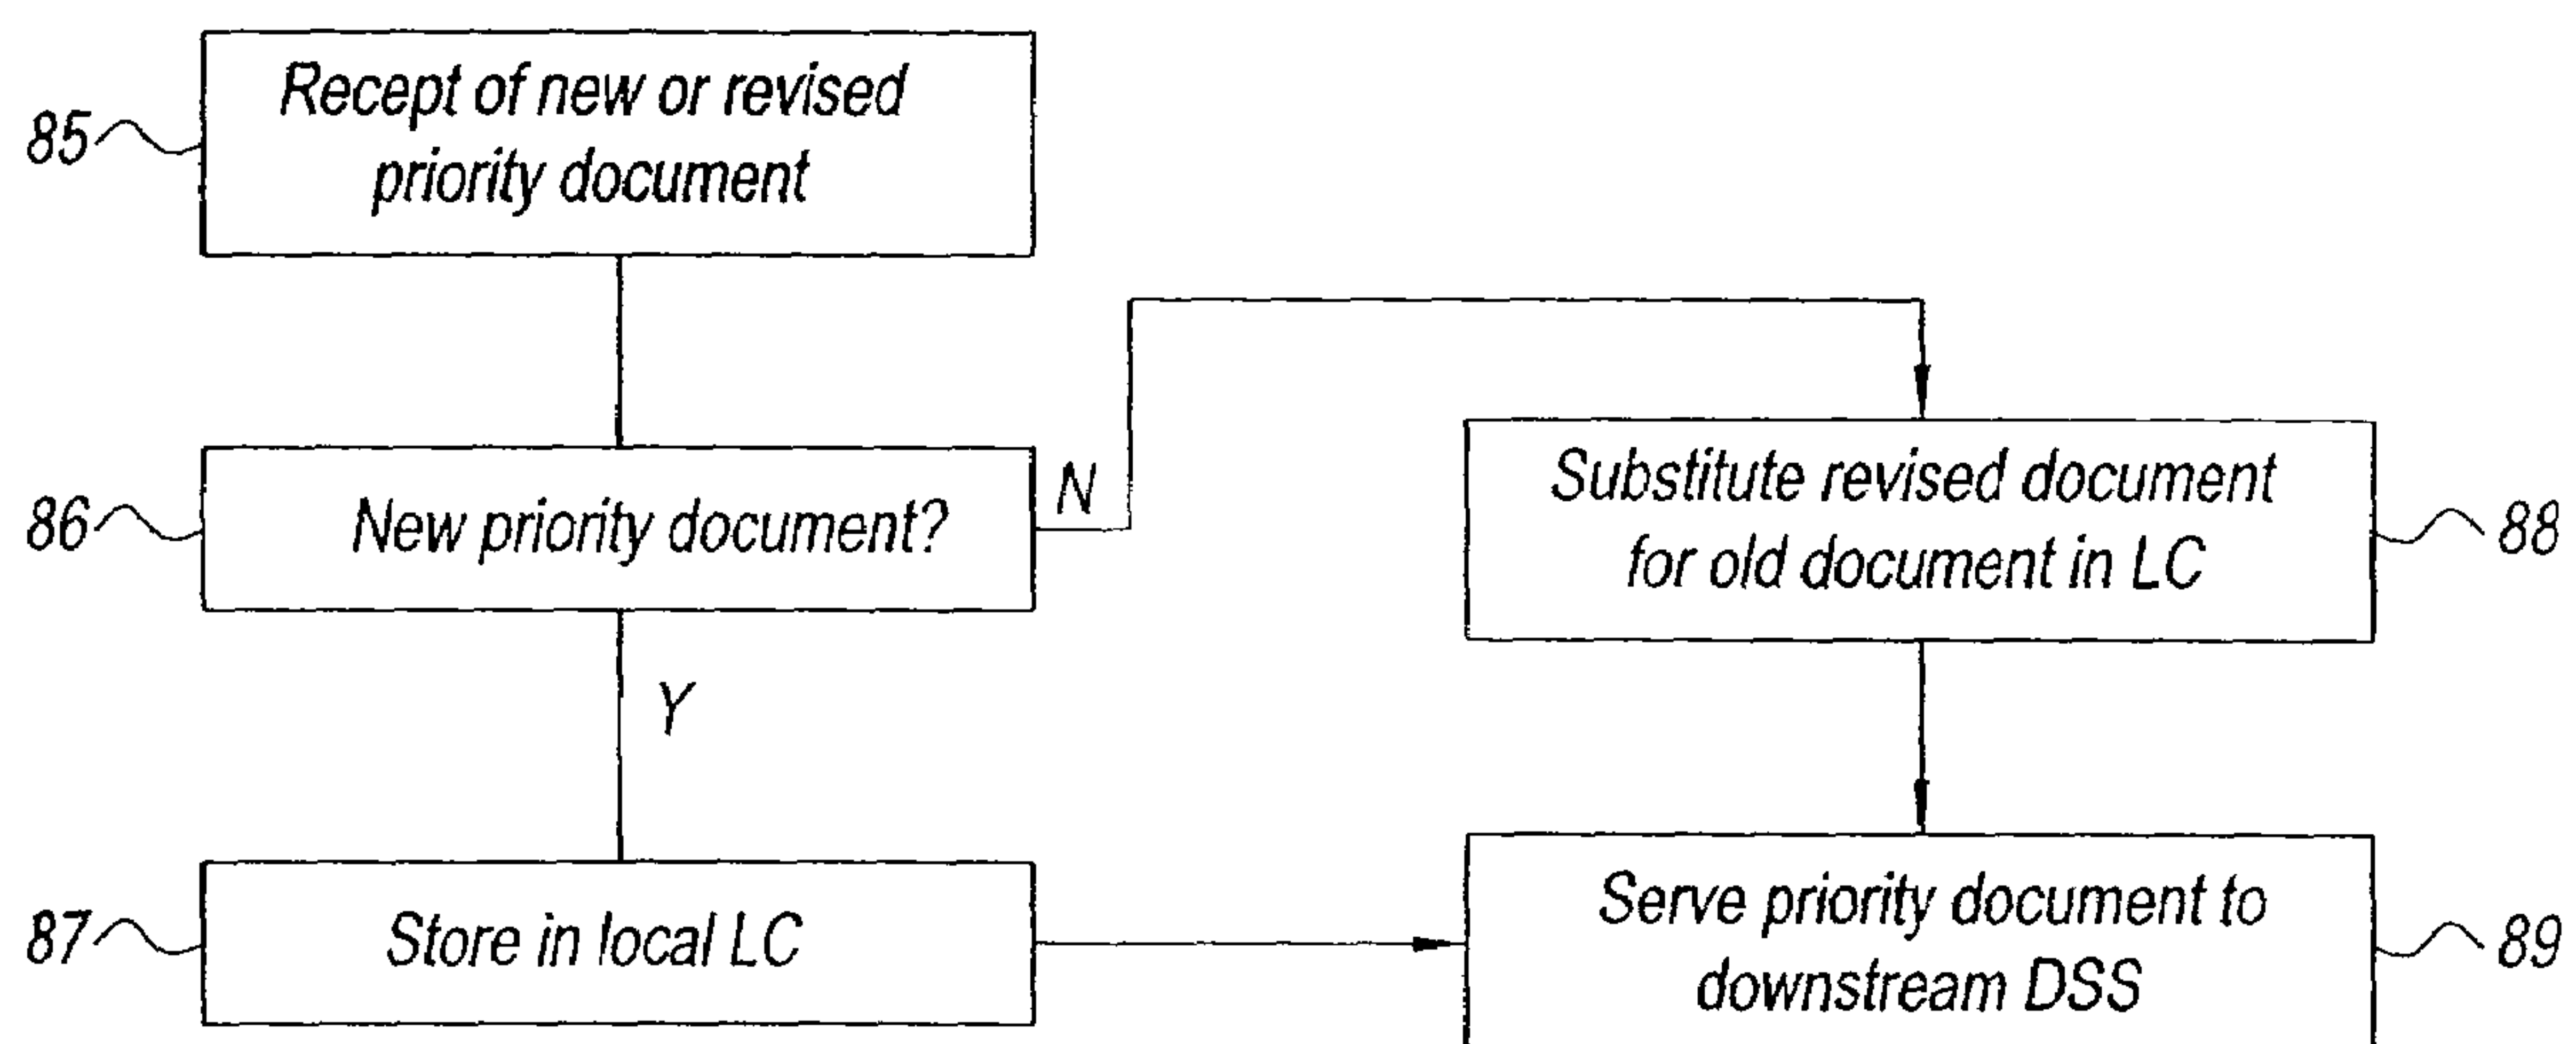 85
Recept of new or revised
priority document
86
New priority document?
N
Y
87
Store in local LC
Substitute revised document
for old document in LC
88
Serve priority document to
downstream DSS
89